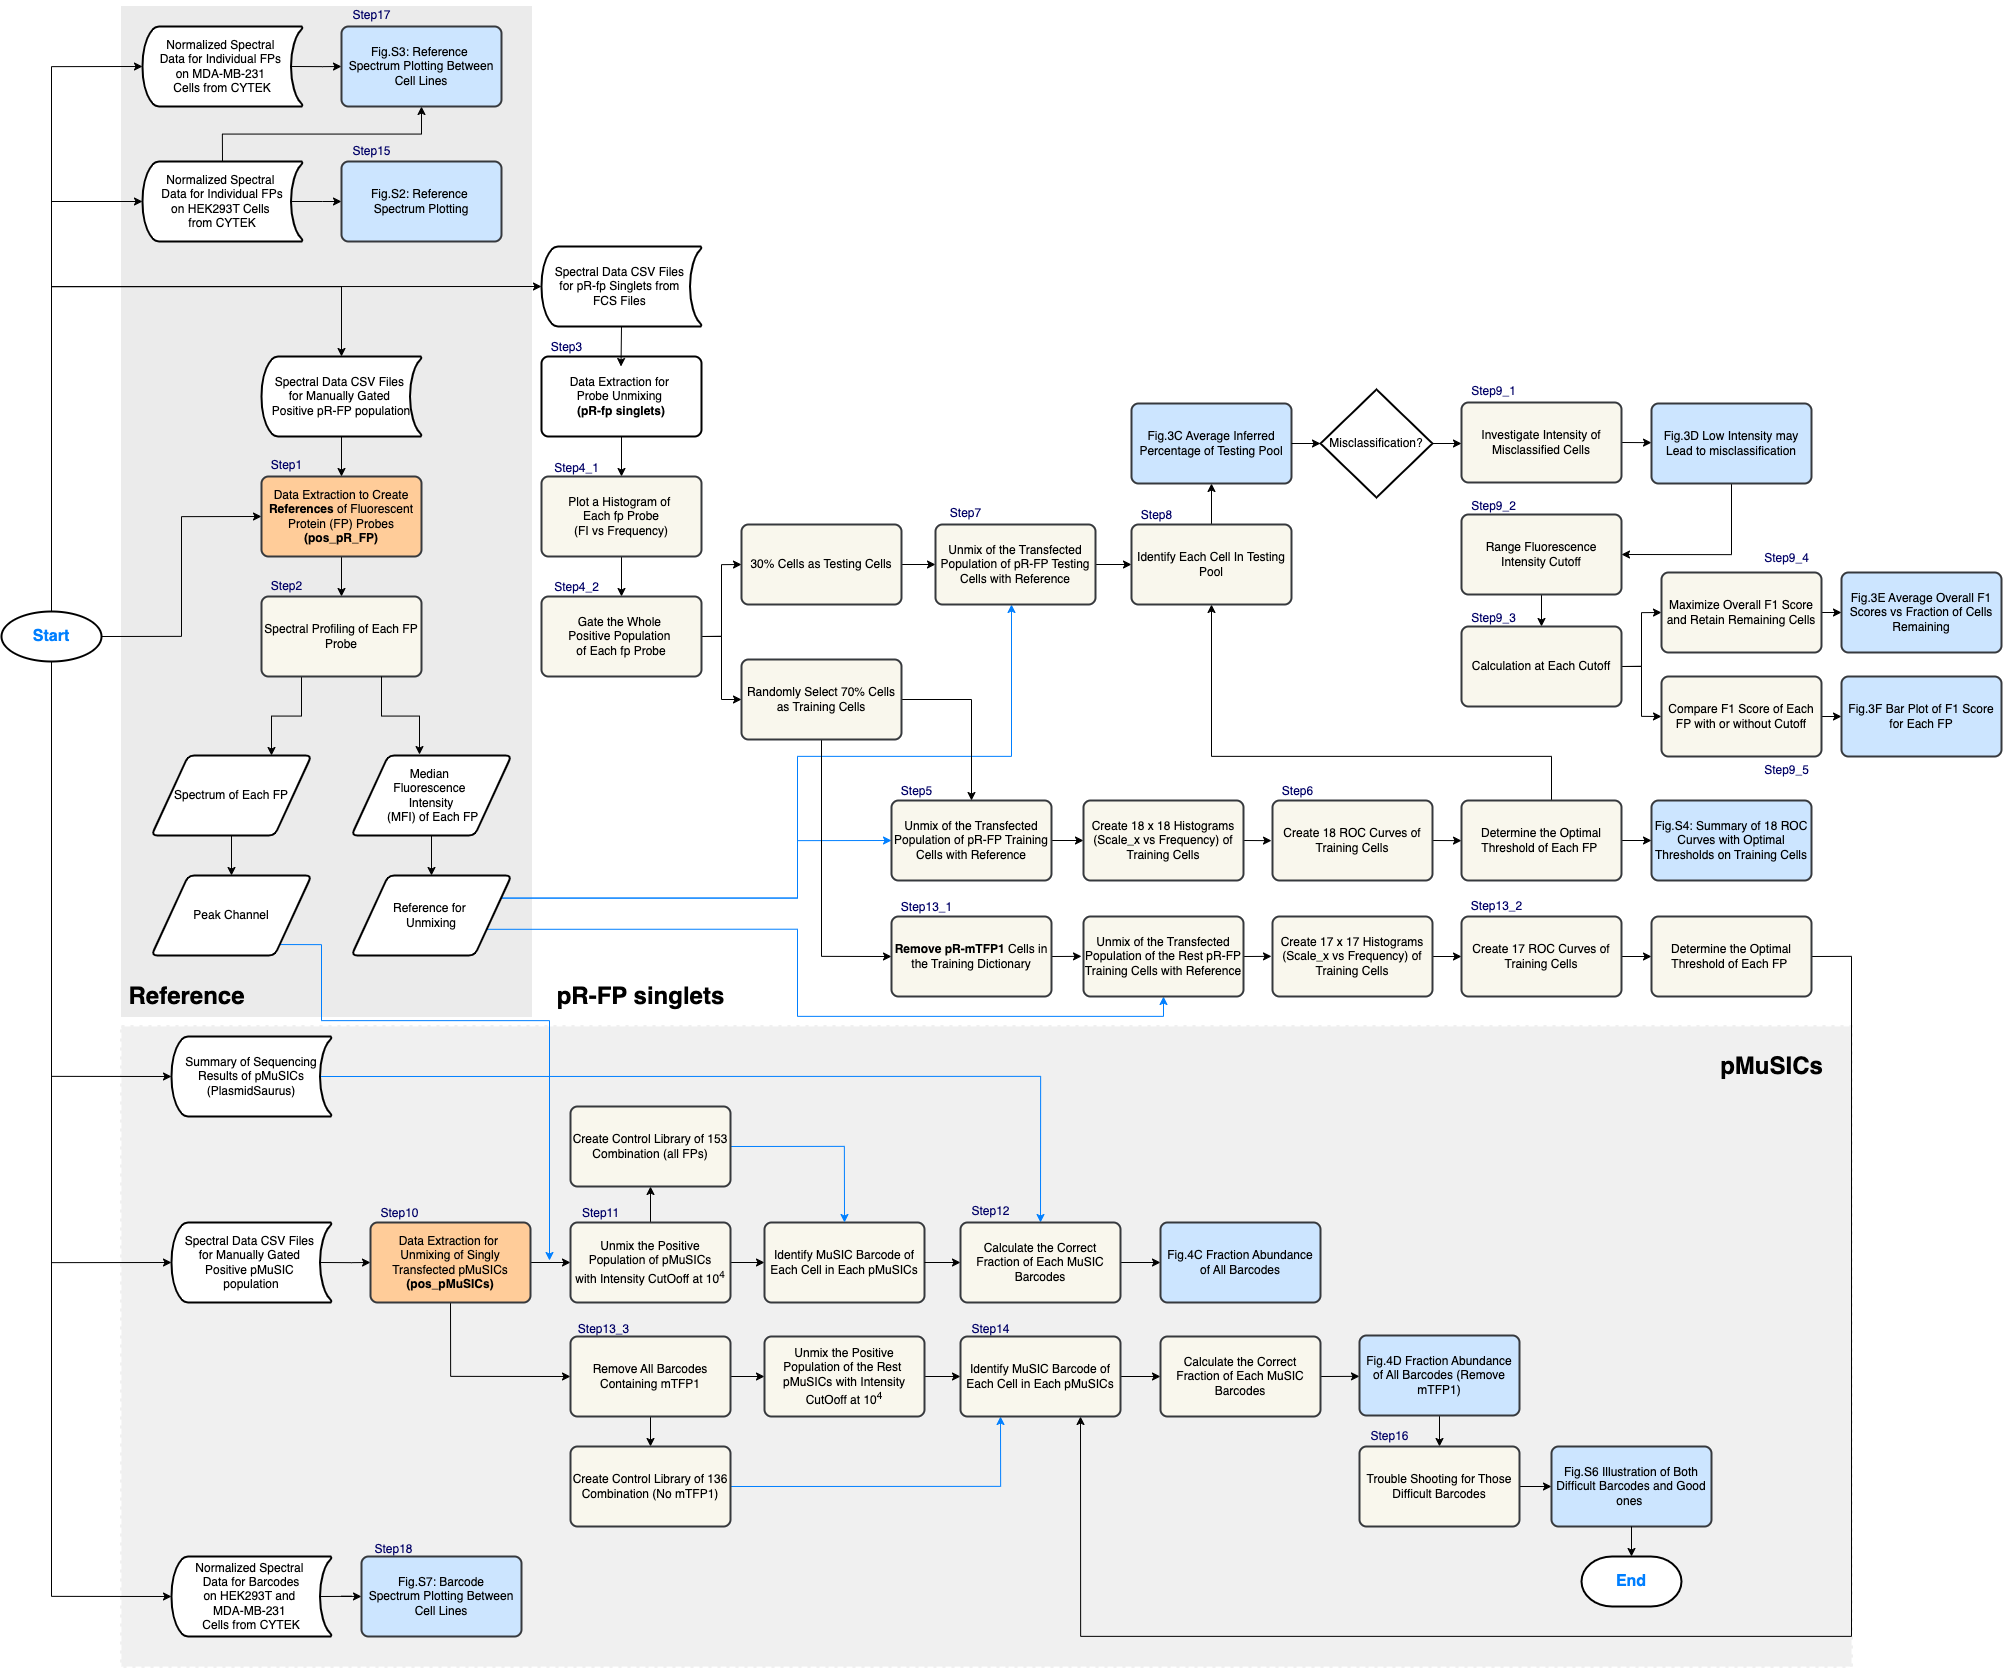 Step17
Normalized Spectral
Data for Individual FPs
on MDA-MB-231
Cells from CYTEK
Fig.S3: Reference
Spectrum Plotting Between
Cell Lines
Step15
Normalized Spectral
Data for Individual FPs
on HEK293T Cells
from CYTEK
Fig.S2: Reference
Spectrum Plotting
Spectral Data CSV Files
for pR-fp Singlets from
FCS Files
Spectral Data CSV Files
for Manually Gated
Positive pR-FP population
Step3
Data Extraction for
Probe Unmixing
(pR-fp singlets)
Step1
Data Extraction to Create
References of Fluorescent
Protein (FP) Probes
(pos_pR_FP)
Step4_1
Plot a Histogram of
Each fp Probe
(FI vs Frequency)
Start
Step2
Spectral Profiling of Each FP
Probe
Step4_2
Gate the Whole
Positive Population
of Each fp Probe
30% Cells as Testing Cells
Randomly Select 70% Cells
as Training Cells
Step7
Unmix of the Transfected
Population of pR-FP Testing
Cells with Reference
Step8
Identify Each Cell In Testing
Pool
Fig.3C Average Inferred
Percentage of Testing Pool
Misclassification?
Step9_1
Investigate Intensity of
Misclassified Cells
Fig.3D Low Intensity may
Lead to misclassification
Step9_2
Range Fluorescence
Intensity Cutoff
Step9_3
Calculation at Each Cutoff
Step9_4
Maximize Overall F1 Score
and Retain Remaining Cells
Fig.3E Average Overall F1
Scores vs Fraction of Cells
Remaining
Compare F1 Score of Each
FP with or without Cutoff
Fig.3F Bar Plot of F1 Score
for Each FP
Step9_5
Spectrum of Each FP
Median
Fluorescence
Intensity
(MFI) of Each FP
Peak Channel
Reference for
Unmixing
Reference
pR-FP singlets
Step5
Unmix of the Transfected
Population of pR-FP Training
Cells with Reference
Create 18 x 18 Histograms
(Scale_x vs Frequency) of
Training Cells
Step6
Create 18 ROC Curves of
Training Cells
Determine the Optimal
Threshold of Each FP
Fig.S4: Summary of 18 ROC
Curves with Optimal
Thresholds on Training Cells
Step13_1
Remove pR-mTFP1 Cells in
the Training Dictionary
Unmix of the Transfected
Population of the Rest pR-FP
Training Cells with Reference
Create 17 x 17 Histograms
(Scale_x vs Frequency) of
Training Cells
Step13_2
Create 17 ROC Curves of
Training Cells
Determine the Optimal
Threshold of Each FP
pMuSICs
Summary of Sequencing
Results of pMuSICs
(PlasmidSaurus)
Create Control Library of 153
Combination (all FPs)
Spectral Data CSV Files
for Manually Gated
Positive pMuSIC
population
Step10
Data Extraction for
Unmixing of Singly
Transfected pMuSICs
(pos_pMuSICs)
Step11
Unmix the Positive
Population of pMuSICs
with Intensity CutOoff at 10⁴
Identify MuSIC Barcode of
Each Cell in Each pMuSICs
Step12
Calculate the Correct
Fraction of Each MuSIC
Barcodes
Fig.4C Fraction Abundance
of All Barcodes
Step13_3
Remove All Barcodes
Containing mTFP1
Unmix the Positive
Population of the Rest
pMuSICs with Intensity
CutOoff at 10⁴
Step14
Identify MuSIC Barcode of
Each Cell in Each pMuSICs
Calculate the Correct
Fraction of Each MuSIC
Barcodes
Fig.4D Fraction Abundance
of All Barcodes (Remove
mTFP1)
Create Control Library of 136
Combination (No mTFP1)
Step16
Trouble Shooting for Those
Difficult Barcodes
Fig.S6 Illustration of Both
Difficult Barcodes and Good
ones
End
Normalized Spectral
Data for Barcodes
on HEK293T and
MDA-MB-231
Cells from CYTEK
Step18
Fig.S7: Barcode
Spectrum Plotting Between
Cell Lines